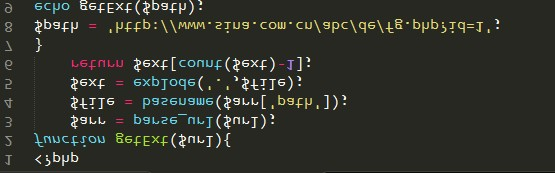 1 <?php
2 function getExt($url){
3 $arr = parse_url($url);
4 $file = basename($arr['path']);
5 $ext = explode('.',$file);
6 return $ext[count($ext)-1];
7 }
8 $path = 'http://www.sina.com.cn/abc/de/fg.php?id=1';
9 echo getExt($path);